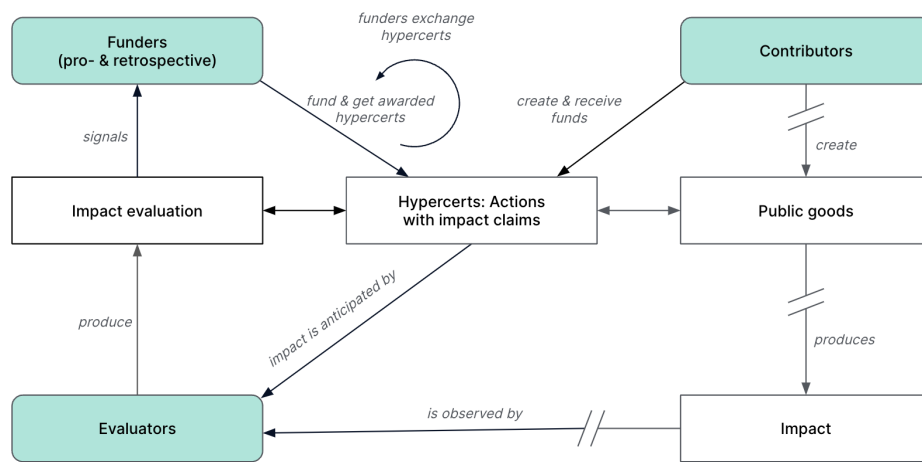 funders exchange
hypercerts
Funders
(pro- & retrospective)
Contributors
fund & get awarded
hypercerts
create & receive
funds
signals
create
Impact evaluation
Hypercerts: Actions
with impact claims
Public goods
impact is anticipated by
produce
produces
Evaluators
is observed by
Impact